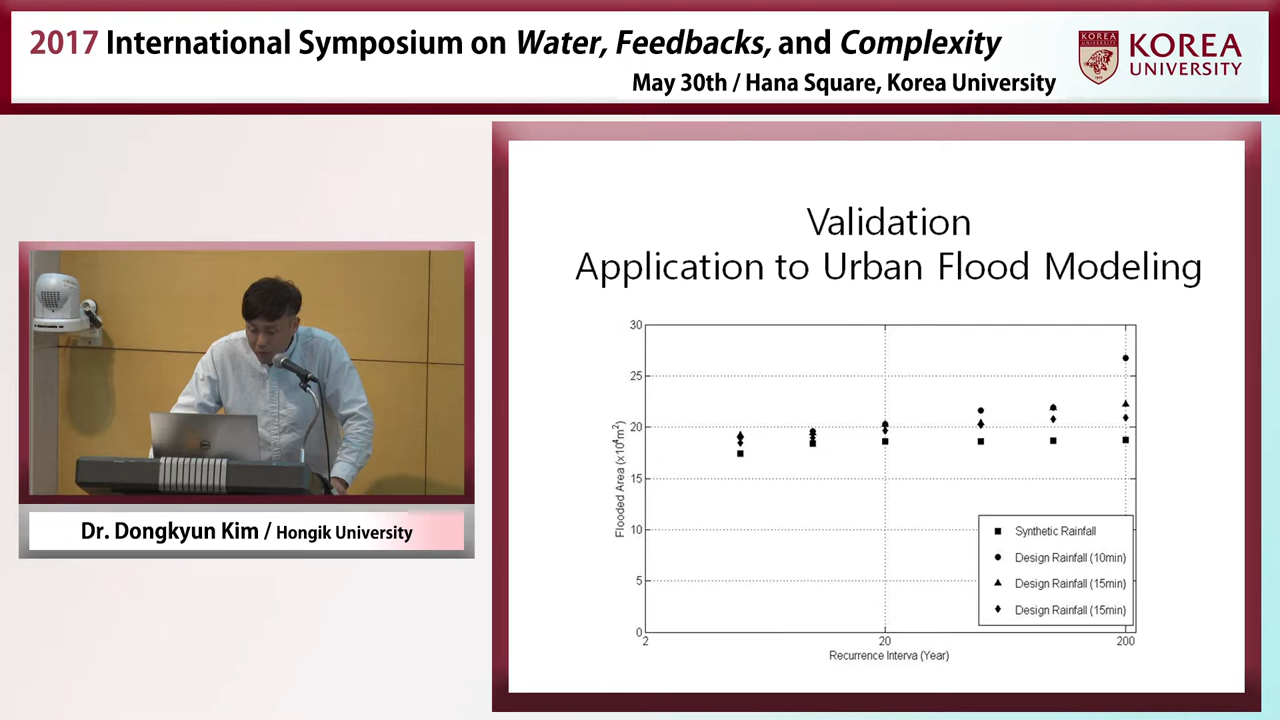 2017 International Symposium on Water, Feedbacks, and Complexity
May 30th / Hana Square, Korea University
KOREA
UNIVERSITY
Validation
Application to Urban Flood Modeling
30
25
20
15
10
5
0
Flooded Area (x10⁴m²)
2
20
200
Recurrence Interva (Year)
Synthetic Rainfall
Design Rainfall (10min)
Design Rainfall (15min)
Design Rainfall (15min)
Dr. Dongkyun Kim / Hongik University